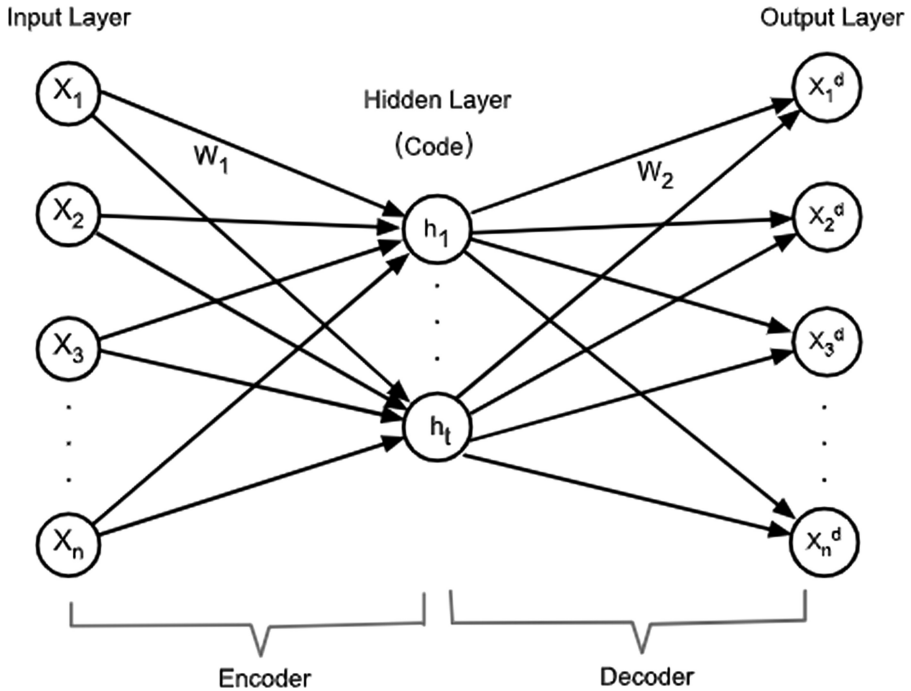 Input Layer
Output Layer
Hidden Layer
(Code)
W₁
W₂
X₁
X₂
X₃
Xₙ
h₁
hₜ
X₁ᵈ
X₂ᵈ
X₃ᵈ
Xₙᵈ
Encoder
Decoder